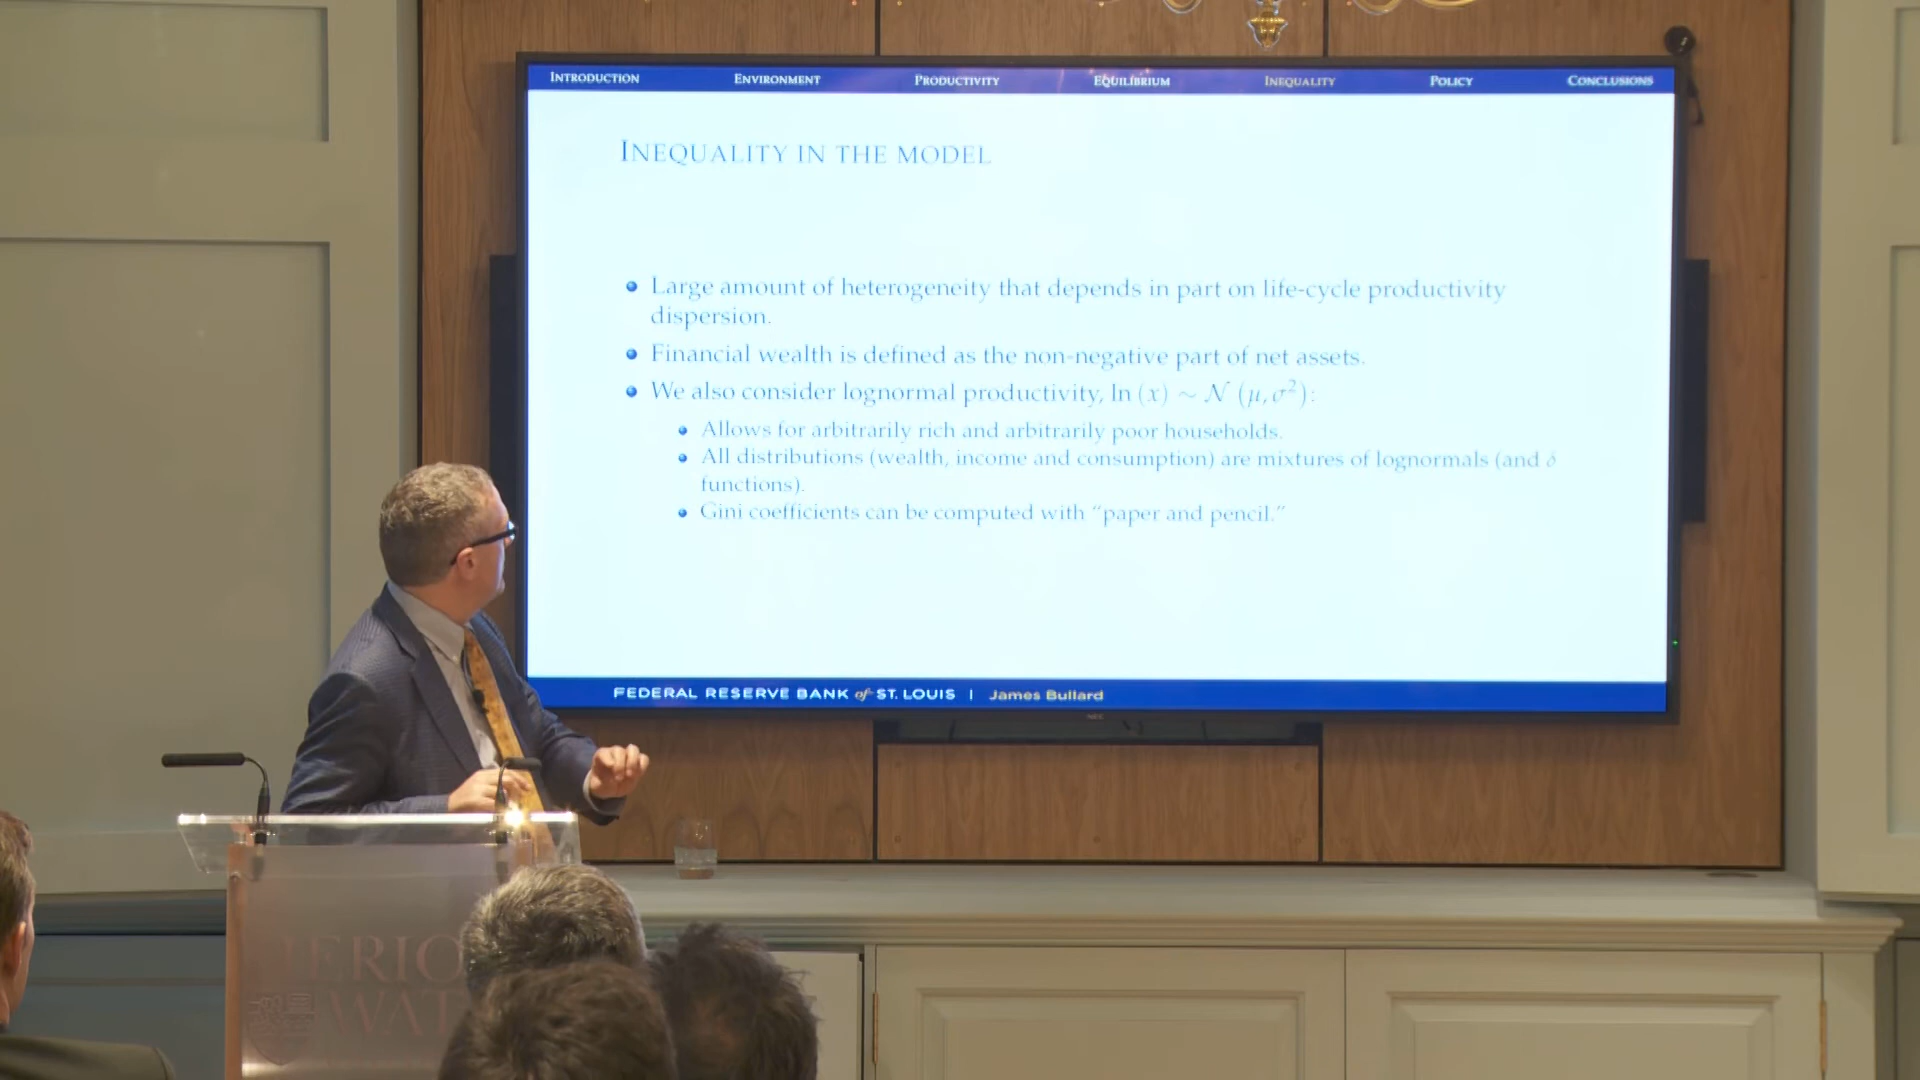 INTRODUCTION ENVIRONMENT PRODUCTIVITY EQUILIBRIUM INEQUALITY POLICY CONCLUSIONS
INEQUALITY IN THE MODEL
Large amount of heterogeneity that depends in part on life-cycle productivity
dispersion.
Financial wealth is defined as the non-negative part of net assets.
We also consider lognormal productivity, ln (x) ∼ N (μ, σ²):
Allows for arbitrarily rich and arbitrarily poor households.
All distributions (wealth, income and consumption) are mixtures of lognormals (and δ
functions).
Gini coefficients can be computed with “paper and pencil.”
FEDERAL RESERVE BANK of ST. LOUIS | James Bullard
NEC